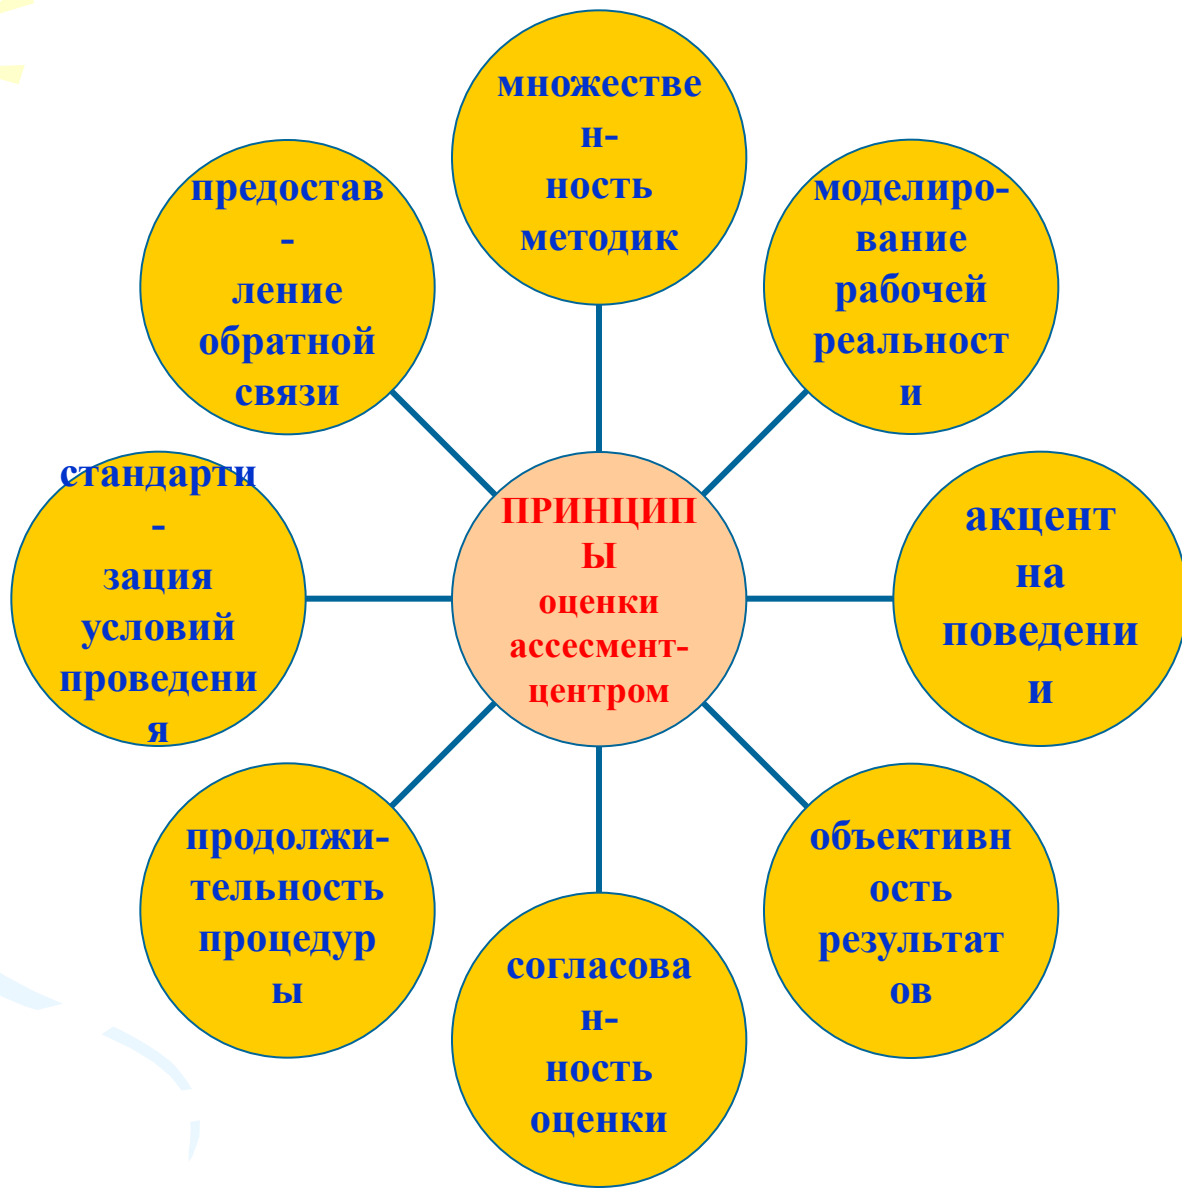 множестве
н-
ность
методик
моделиро-
вание
рабочей
реальност
и
акцент
на
поведени
и
объективн
ость
результат
ов
согласова
н-
ность
оценки
продолжи-
тельность
процедур
ы
стандарти
-
зация
условий
проведени
я
предостав
-
ление
обратной
связи
ПРИНЦИП
Ы
оценки
ассесмент-
центром